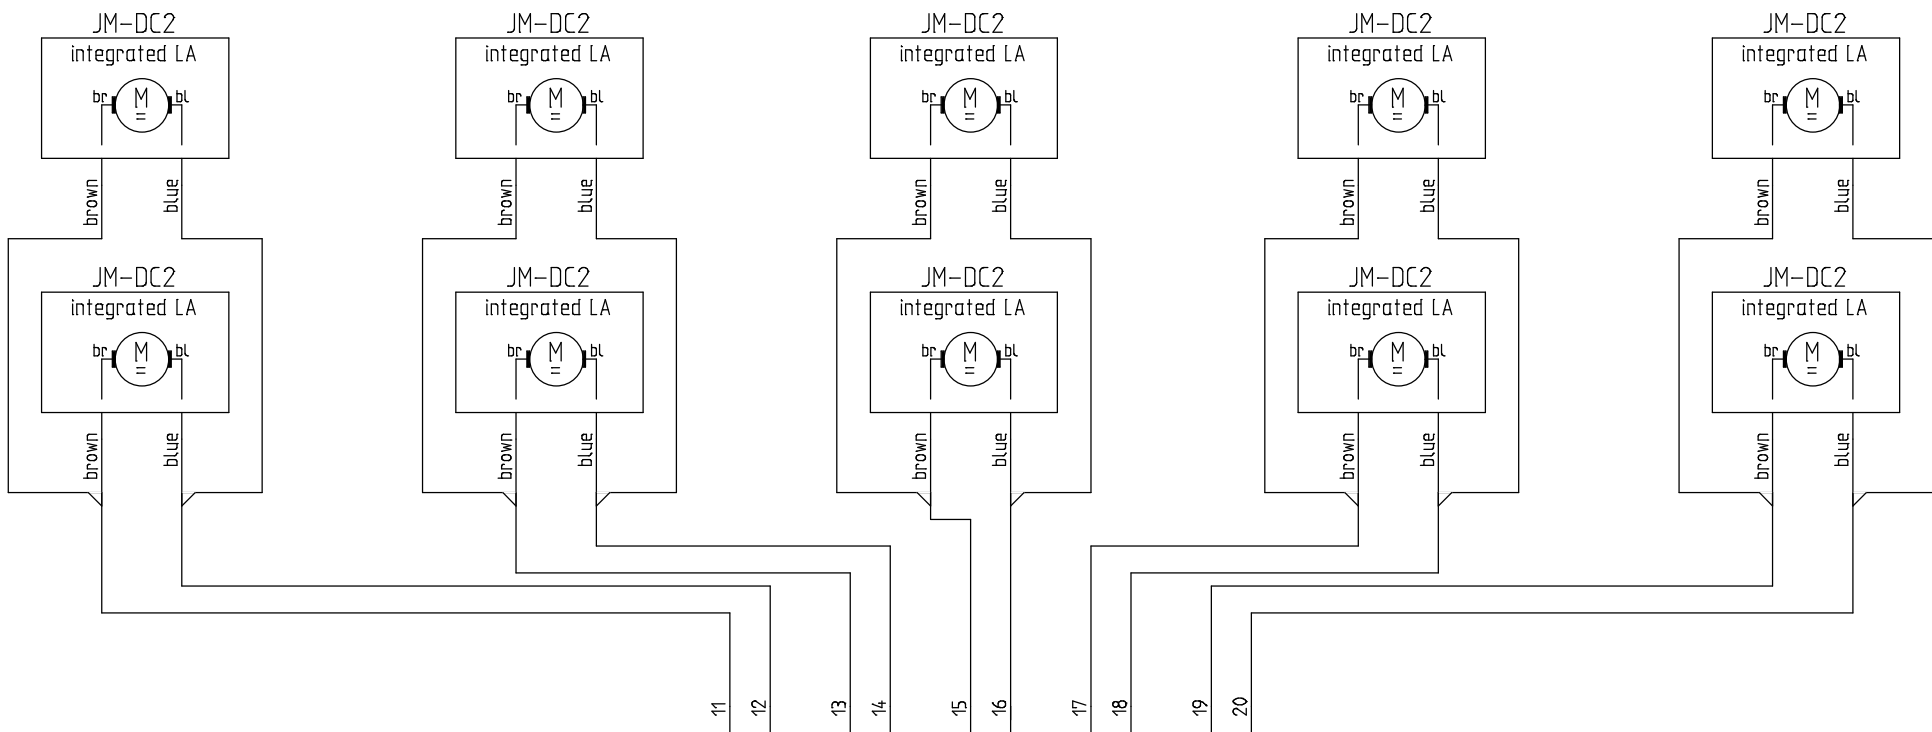 JM-DC2 JM-DC2 JM-DC2 JM-DC2 JM-DC2
integrated LA integrated LA integrated LA integrated LA integrated LA
br M bl br M bl br M bl br M bl br M bl
= = = = =
brown blue brown blue brown blue brown blue brown blue
JM-DC2 JM-DC2 JM-DC2 JM-DC2 JM-DC2
integrated LA integrated LA integrated LA integrated LA integrated LA
br M bl br M bl br M bl br M bl br M bl
= = = = =
brown blue brown blue brown blue brown blue brown blue
11 12 13 14 15 16 17 18 19 20